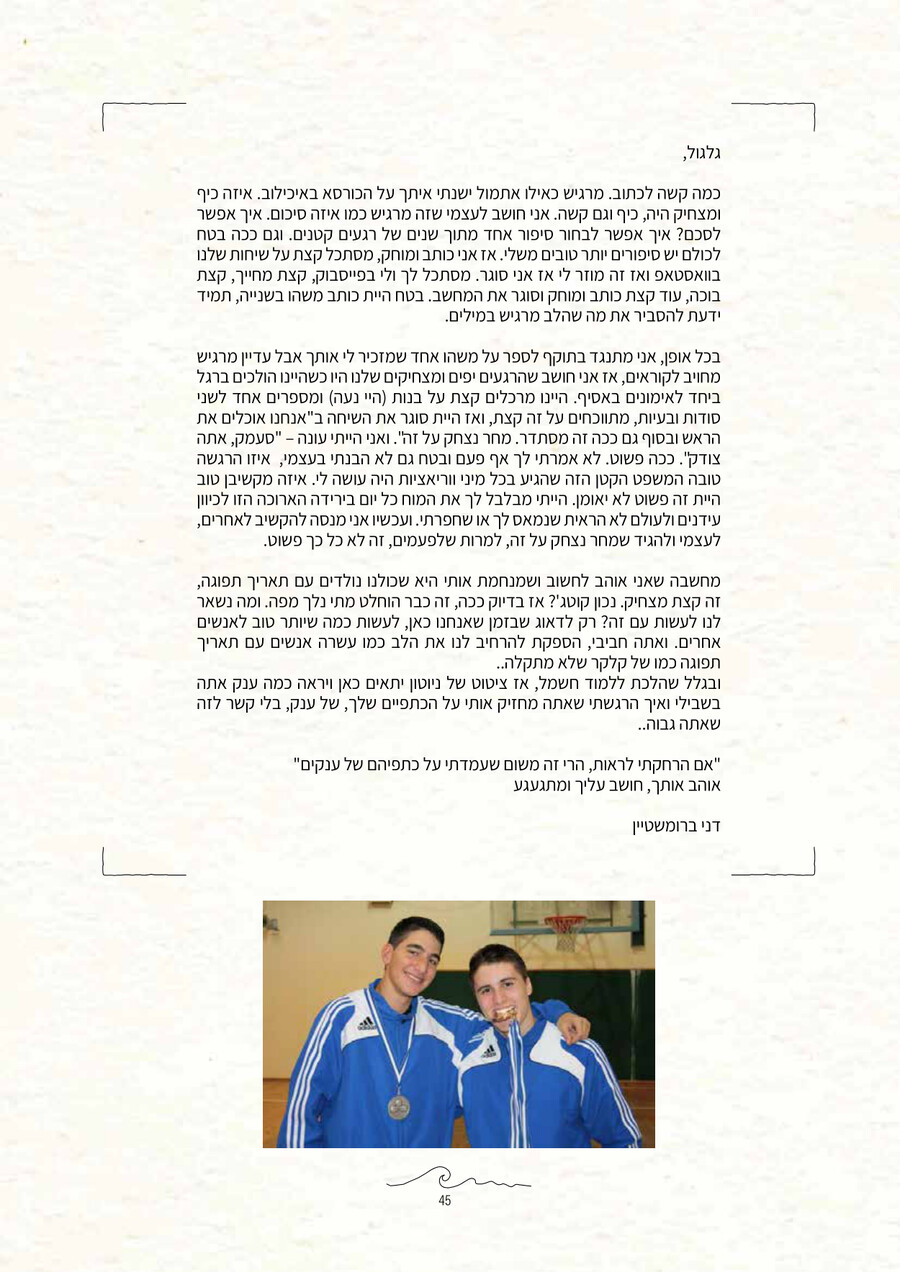 גלגול,
כמה קשה לכתוב. מרגיש כאילו אתמול ישנתי איתך על הכורסא באיכילוב. איזה כיף
ומצחיק היה, כיף וגם קשה. אני חושב לעצמי שזה מרגיש כמו איזה סיכום. איך אפשר
לסכם? איך אפשר לבחור סיפור אחד מתוך שנים של רגעים קטנים. וגם ככה בטח
לכולם יש סיפורים יותר טובים משלי. אז אני כותב ומוחק, מסתכל קצת על שיחות שלנו
בוואסטאפ ואז זה מוזר לי אז אני סוגר. מסתכל לך ולי בפייסבוק, קצת מחייך, קצת
בוכה, עוד קצת כותב ומוחק וסוגר את המחשב. בטח היית כותב משהו בשנייה, תמיד
ידעת להסביר את מה שהלב מרגיש במילים.
בכל אופן, אני מתנגד בתוקף לספר על משהו אחד שמזכיר לי אותך אבל עדיין מרגיש
מחויב לקוראים, אז אני חושב שהרגעים יפים ומצחיקים שלנו היו כשהיינו הולכים ברגל
ביחד לאימונים באסיף. היינו מרכלים קצת על בנות (היי נעה) ומספרים אחד לשני
סודות ובעיות, מתווכחים על זה קצת, ואז היית סוגר את השיחה ב"אנחנו אוכלים את
הראש ובסוף גם ככה זה מסתדר. מחר נצחק על זה". ואני הייתי עונה – "סעמק, אתה
צודק". ככה פשוט. לא אמרתי לך אף פעם ובטח גם לא הבנתי בעצמי, איזו הרגשה
טובה המשפט הקטן הזה שהגיע בכל מיני ווריאציות היה עושה לי. איזה מקשיבן טוב
היית זה פשוט לא יאומן. הייתי מבלבל לך את המוח כל יום בירידה הארוכה הזו לכיוון
עידנים ולעולם לא הראית שנמאס לך או שחפרתי. ועכשיו אני מנסה להקשיב לאחרים,
לעצמי ולהגיד שמחר נצחק על זה, למרות שלפעמים, זה לא כל כך פשוט.
מחשבה שאני אוהב לחשוב ושמנחמת אותי היא שכולנו נולדים עם תאריך תפוגה,
זה קצת מצחיק. נכון קוטג'? אז בדיוק ככה, זה כבר הוחלט מתי נלך מפה. ומה נשאר
לנו לעשות עם זה? רק לדאוג שבזמן שאנחנו כאן, לעשות כמה שיותר טוב לאנשים
אחרים. ואתה חביבי, הספקת להרחיב לנו את הלב כמו עשרה אנשים עם תאריך
תפוגה כמו של קלקר שלא מתקלה..
ובגלל שהלכת ללמוד חשמל, אז ציטוט של ניוטון יתאים כאן ויראה כמה ענק אתה
בשבילי ואיך הרגשתי שאתה מחזיק אותי על הכתפיים שלך, של ענק, בלי קשר לזה
שאתה גבוה..
"אם הרחקתי לראות, הרי זה משום שעמדתי על כתפיהם של ענקים"
אוהב אותך, חושב עליך ומתגעגע
דני ברומשטיין
adidas
adidas
45